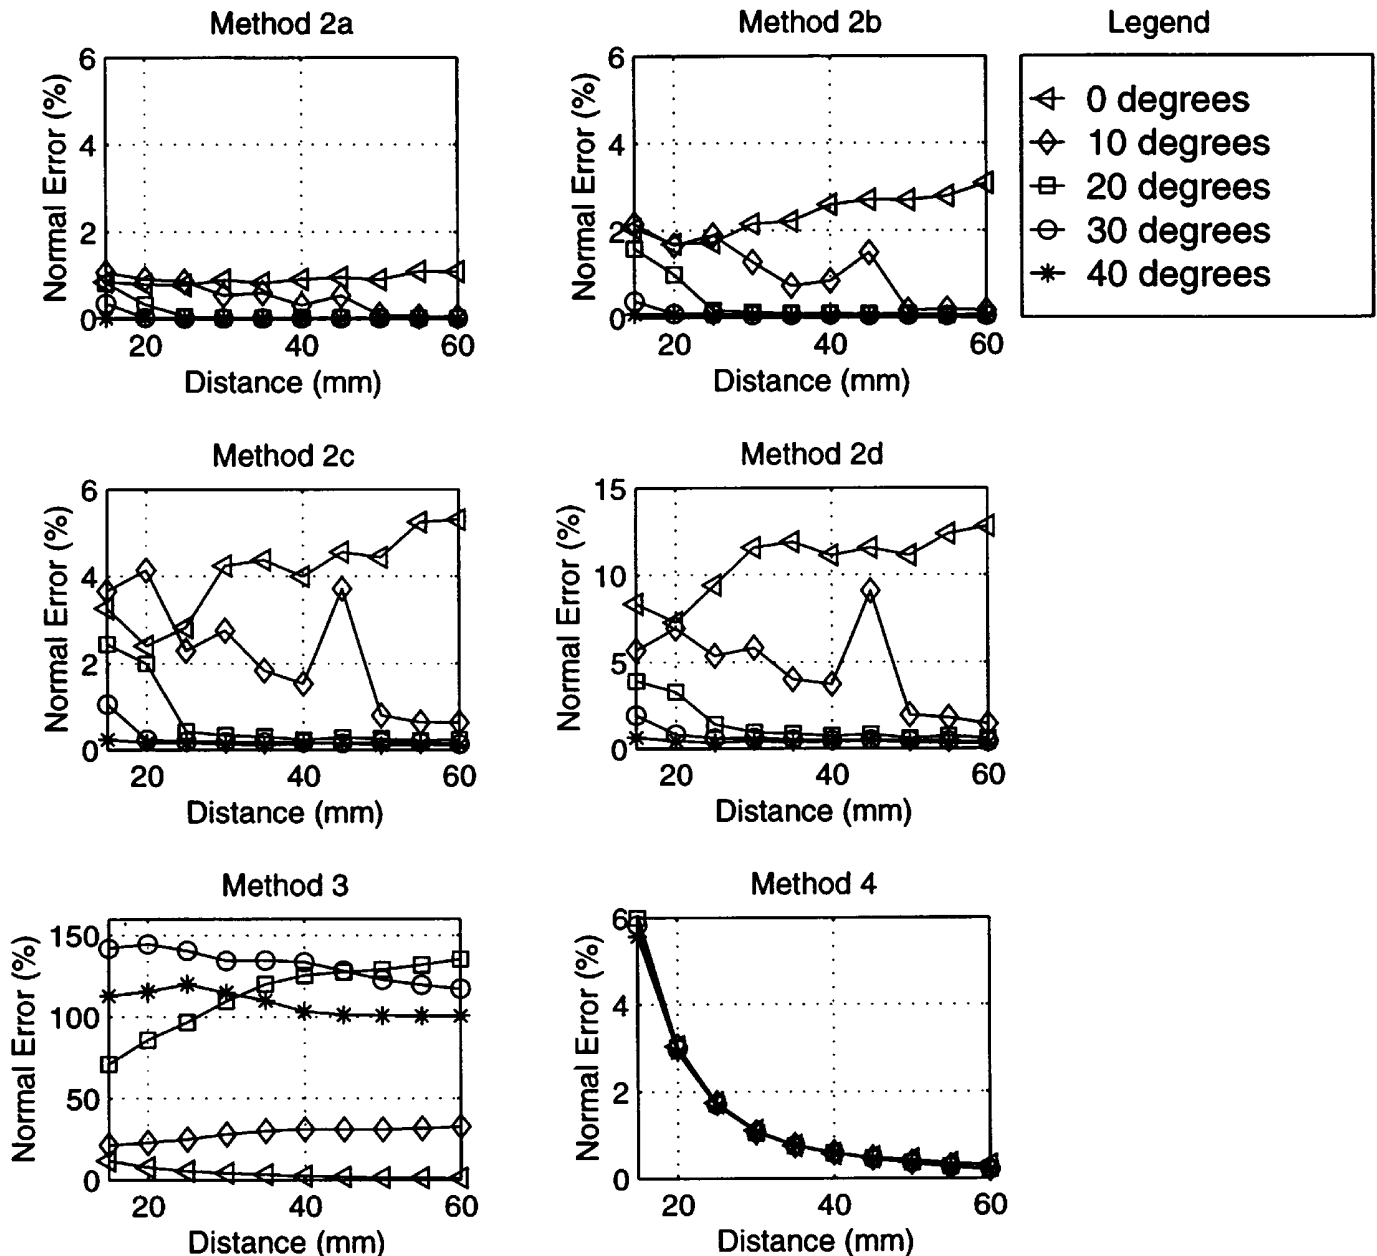 Method 2a
Method 2b
Legend
Normal Error (%)
6
4
2
0
20
40
60
Distance (mm)
Normal Error (%)
6
4
2
0
20
40
60
Distance (mm)
0 degrees
10 degrees
20 degrees
30 degrees
40 degrees
Method 2c
Method 2d
Normal Error (%)
6
4
2
0
20
40
60
Distance (mm)
Normal Error (%)
15
10
5
0
20
40
60
Distance (mm)
Method 3
Method 4
Normal Error (%)
150
100
50
0
20
40
60
Distance (mm)
Normal Error (%)
6
4
2
0
20
40
60
Distance (mm)